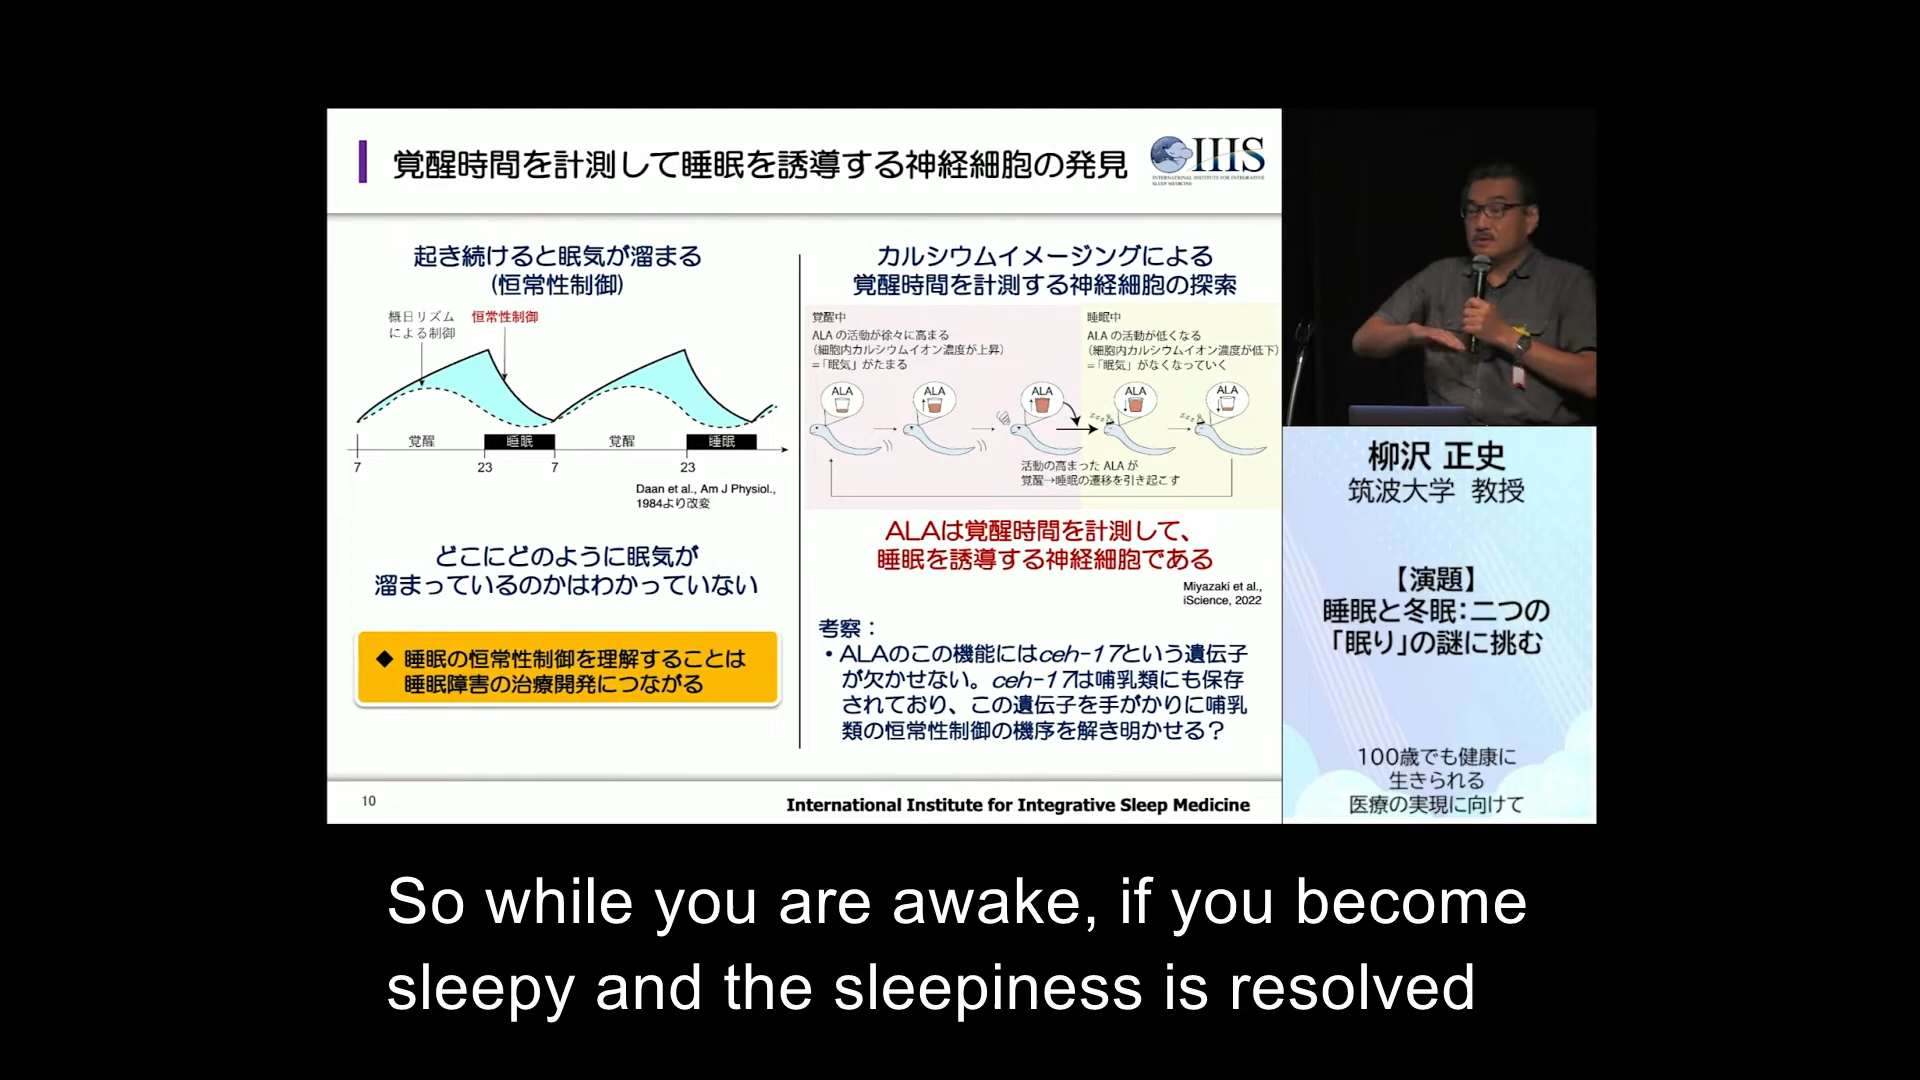 覚醒時間を計測して睡眠を誘導する神経細胞の発見
IIIS
INTERNATIONAL INSTITUTE FOR INTEGRATIVE
SLEEP MEDICINE
起き続けると眠気が溜まる
(恒常性制御)
概日リズム
による制御
恒常性制御
覚醒
睡眠
覚醒
睡眠
7
23
7
23
Daan et al., Am J Physiol.,
1984より改変
どこにどのように眠気が
溜まっているのかはわかっていない
◆ 睡眠の恒常性制御を理解することは
睡眠障害の治療開発につながる
カルシウムイメージングによる
覚醒時間を計測する神経細胞の探索
覚醒中
ALA の活動が徐々に高まる
（細胞内カルシウムイオン濃度が上昇）
=「眠気」がたまる
睡眠中
ALA の活動が低くなる
（細胞内カルシウムイオン濃度が低下）
=「眠気」がなくなっていく
ALA
ALA
ALA
ALA
ALA
zzz
zzz
活動の高まった ALA が
覚醒→睡眠の遷移を引き起こす
ALAは覚醒時間を計測して、
睡眠を誘導する神経細胞である
Miyazaki et al.,
iScience, 2022
考察：
・ALAのこの機能にはceh-17という遺伝子
が欠かせない。ceh-17は哺乳類にも保存
されており、この遺伝子を手がかりに哺乳
類の恒常性制御の機序を解き明かせる？
10
International Institute for Integrative Sleep Medicine
柳沢 正史
筑波大学 教授
【演題】
睡眠と冬眠：二つの
「眠り」の謎に挑む
100歳でも健康に
生きられる
医療の実現に向けて
So while you are awake, if you become
sleepy and the sleepiness is resolved